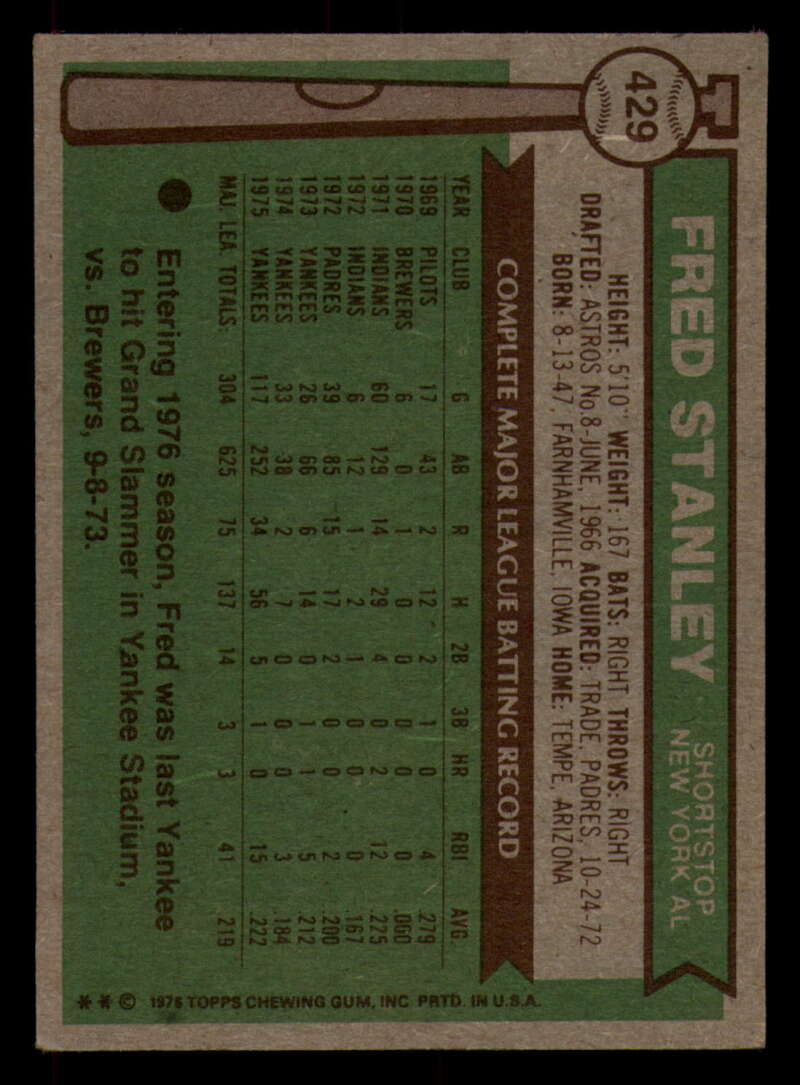 429
FRED STANLEY
SHORTSTOP
NEW YORK AL
HEIGHT: 5'10" WEIGHT: 167 BATS: RIGHT THROWS: RIGHT
DRAFTED: ASTROS No 8-JUNE, 1966 ACQUIRED: TRADE, PADRES, 10-24-72
BORN: 8-13-47, FARNHAMVILLE, IOWA HOME: TEMPE, ARIZONA
COMPLETE MAJOR LEAGUE BATTING RECORD
YEAR CLUB G AB R H 2B 3B HR RBI AVG
1969 PILOTS 17 43 2 12 2 1 0 4 .279
1970 BREWERS 6 0 1 0 0 0 0 0 .000
1971 INDIANS 60 129 14 29 4 0 2 12 .225
1972 INDIANS 6 12 1 2 1 0 0 0 .167
1972 PADRES 39 85 15 17 2 0 0 2 .200
1973 YANKEES 26 66 6 14 0 1 1 5 .212
1974 YANKEES 33 38 2 7 0 0 0 3 .184
1975 YANKEES 117 252 34 56 5 1 0 15 .222
MAJ. LEA. TOTALS: 304 625 75 137 14 3 3 41 .219
Entering 1976 season, Fred was last Yankee
to hit Grand Slammer in Yankee Stadium,
vs. Brewers, 9-8-73.
* * © 1976 TOPPS CHEWING GUM, INC. PRTD. IN U.S.A.